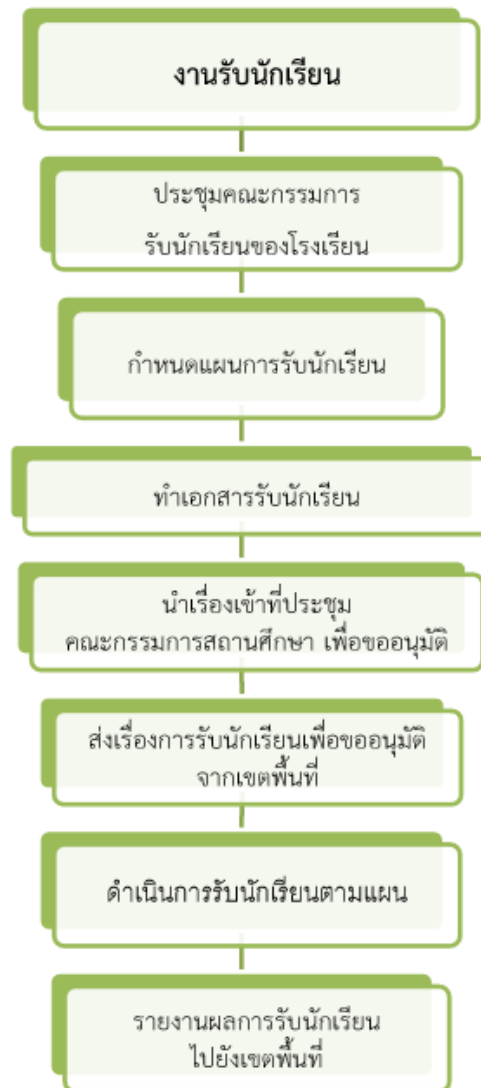 งานรับนักเรียน
ประชุมคณะกรรมการ
รับนักเรียนของโรงเรียน
กำหนดแผนการรับนักเรียน
ทำเอกสารรับนักเรียน
นำเรื่องเข้าที่ประชุม
คณะกรรมการสถานศึกษา เพื่อขออนุมัติ
ส่งเรื่องการรับนักเรียนเพื่อขออนุมัติ
จากเขตพื้นที่
ดำเนินการรับนักเรียนตามแผน
รายงานผลการรับนักเรียน
ไปยังเขตพื้นที่